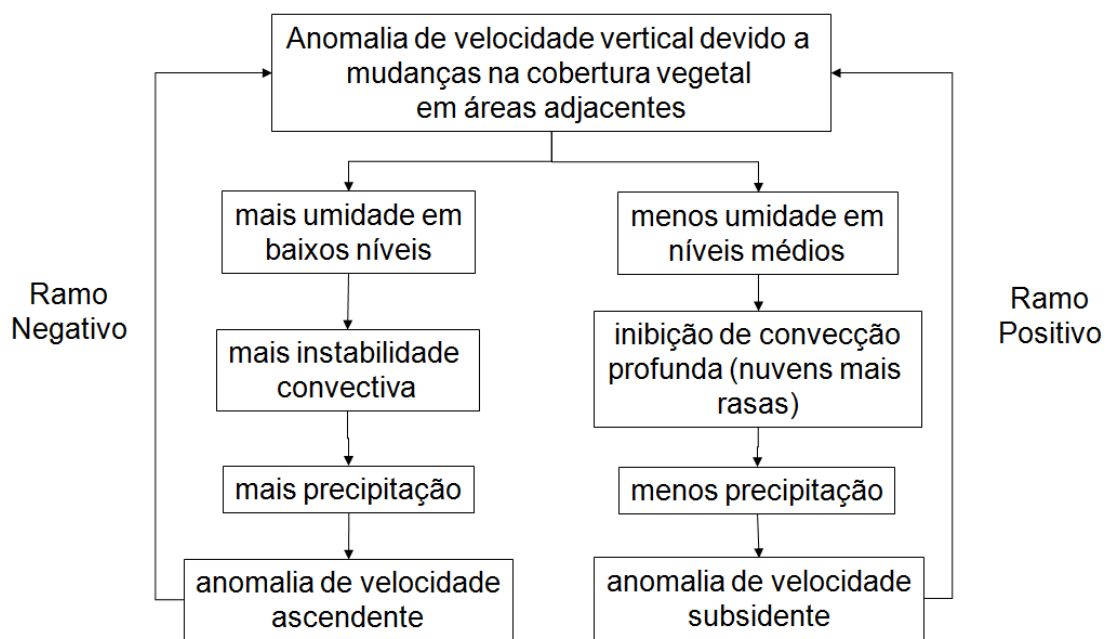 Anomalia de velocidade vertical devido a
mudanças na cobertura vegetal
em áreas adjacentes
Ramo
Negativo
mais umidade em
baixos níveis
mais instabilidade
convectiva
mais precipitação
anomalia de velocidade
ascendente
menos umidade em
níveis médios
inibição de convecção
profunda (nuvens mais
rasas)
menos precipitação
anomalia de velocidade
subsidente
Ramo
Positivo